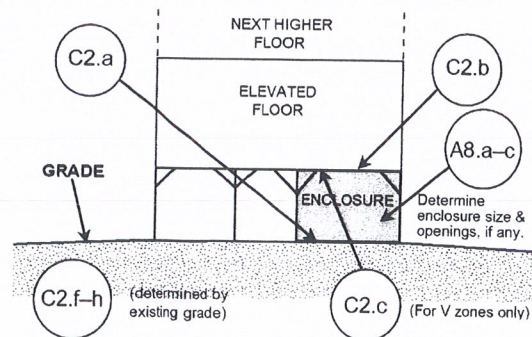 NEXT HIGHER
FLOOR
C2.a
C2.b
ELEVATED
FLOOR
A8.a–c
GRADE
ENCLOSURE
Determine
enclosure size &
openings, if any.
C2.f–h
(determined by
existing grade)
C2.c
(For V zones only)